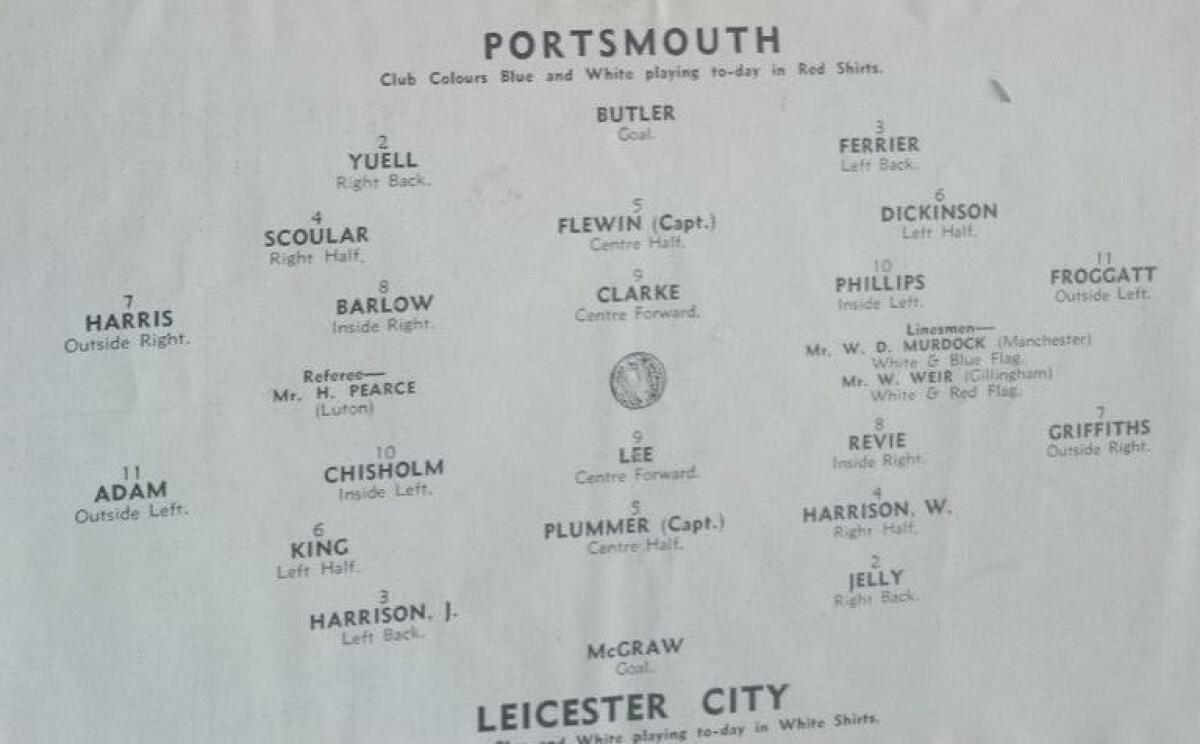 PORTSMOUTH
Club Colours Blue and White playing to-day in Red Shirts.
BUTLER
Goal.
2
YUELL
Right Back.
3
FERRIER
Left Back.
4
SCOULAR
Right Half.
5
FLEWIN (Capt.)
Centre Half.
6
DICKINSON
Left Half.
7
HARRIS
Outside Right.
8
BARLOW
Inside Right.
9
CLARKE
Centre Forward.
10
PHILLIPS
Inside Left.
11
FROGGATT
Outside Left.
Referee—
Mr. H. PEARCE
(Luton)
Linesmen—
Mr. W. D. MURDOCK (Manchester)
White & Blue Flag.
Mr. W. WEIR (Gillingham)
White & Red Flag.
11
ADAM
Outside Left.
10
CHISHOLM
Inside Left.
9
LEE
Centre Forward.
8
REVIE
Inside Right.
7
GRIFFITHS
Outside Right.
6
KING
Left Half.
5
PLUMMER (Capt.)
Centre Half.
4
HARRISON, W.
Right Half.
3
HARRISON, J.
Left Back.
2
JELLY
Right Back.
McGRAW
Goal.
LEICESTER CITY
Blue and White playing to-day in White Shirts.